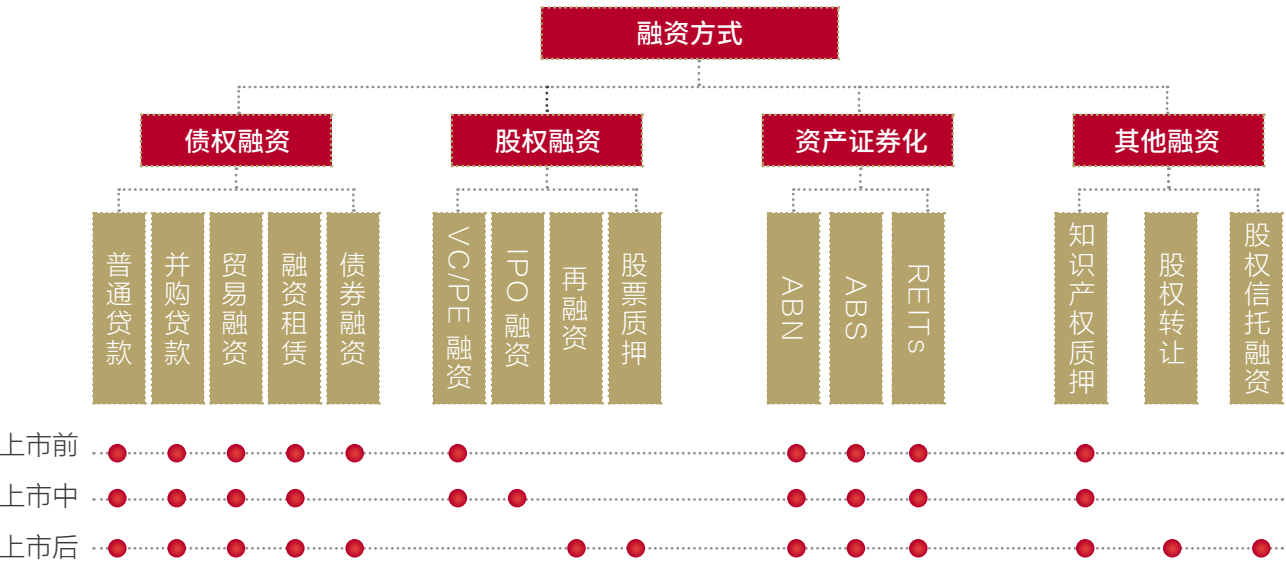 融资方式
债权融资
股权融资
资产证券化
其他融资
普通贷款
并购贷款
贸易融资
融资租赁
债券融资
VC/PE 融资
IPO 融资
再融资
股票质押
ABN
ABS
REITs
知识产权质押
股权转让
股权信托融资
上市前
上市中
上市后